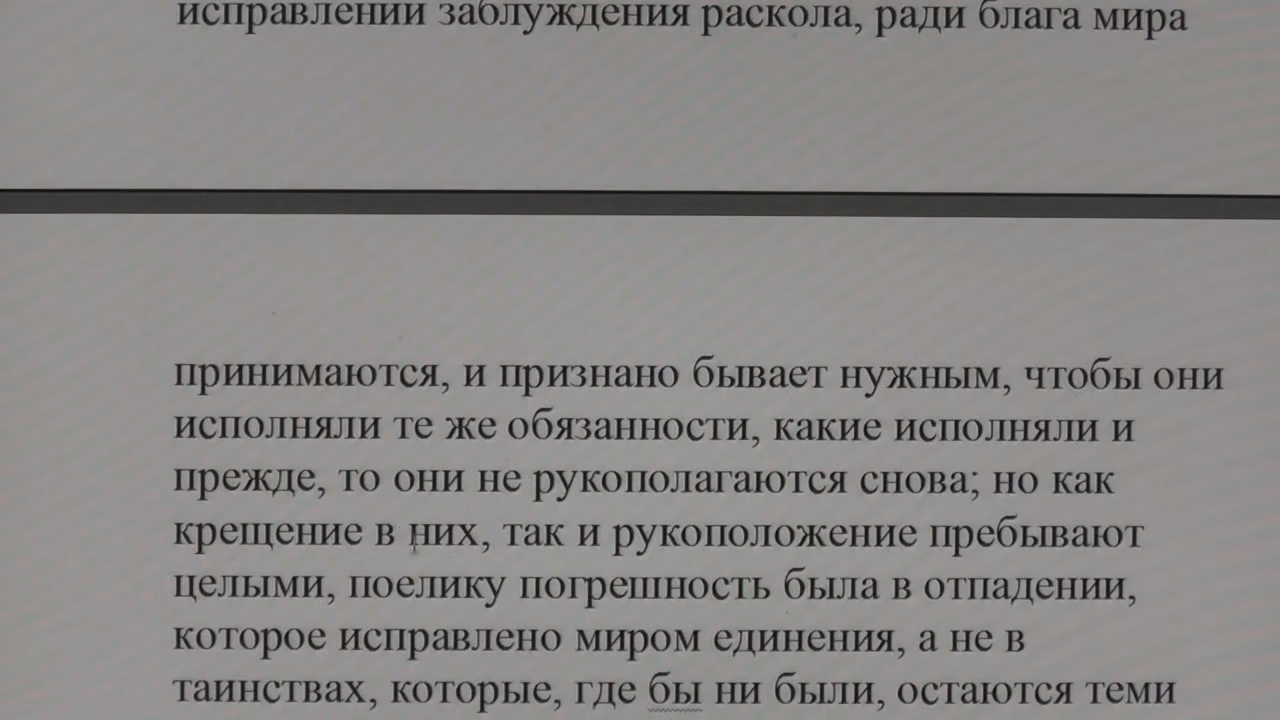 исправлении заблуждения раскола, ради блага мира
принимаются, и признано бывает нужным, чтобы они
исполняли те же обязанности, какие исполняли и
прежде, то они не рукополагаются снова; но как
крещение в них, так и рукоположение пребывают
целыми, поелику погрешность была в отпадении,
которое исправлено миром единения, а не в
таинствах, которые, где бы ни были, остаются теми